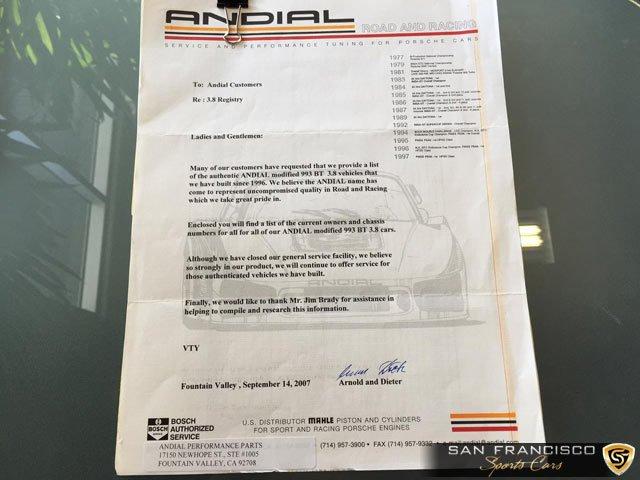 ANDIAL
ROAD AND RACING
SERVICE AND PERFORMANCE TUNING FOR PORSCHE CARS
1977
1979
1981
1983
1984
1985
1986
1987
1989
1992
1994
1995
1996
1997
To: Andial Customers
Re : 3.8 Registry
Ladies and Gentlemen:
Many of our customers have requested that we provide a list
of the authentic ANDIAL modified 993 BT 3.8 vehicles that
we have built since 1996. We believe the ANDIAL name has
come to represent uncompromised quality in Road and Racing
which we take great pride in.
Enclosed you will find a list of the current owners and chassis
numbers for all for all of our ANDIAL modified 993 BT 3.8 cars.
Although we have closed our general service facility, we believe
so strongly in our product, we will continue to offer service for
those authenticated vehicles we have built.
Finally, we would like to thank Mr. Jim Brady for assistance in
helping to compile and research this information.
VTY
Fountain Valley , September 14, 2007
Arnold and Dieter
BOSCH
BOSCH
AUTHORIZED
SERVICE
U.S. DISTRIBUTOR MAHLE PISTON AND CYLINDERS
FOR SPORT AND RACING PORSCHE ENGINES
ANDIAL PERFORMANCE PARTS
17150 NEWHOPE ST, STE #1005
FOUNTAIN VALLEY, CA 92708
(714) 957-3900 • FAX (714) 957-9332
SAN FRANCISCO
Sports Cars